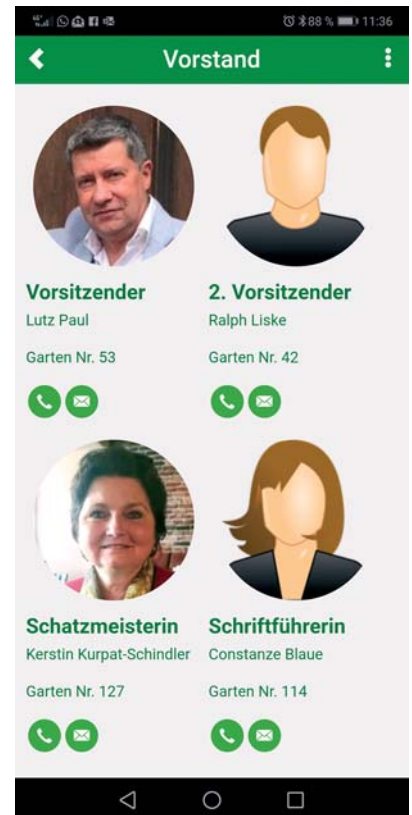 88 % 11:36
Vorstand
Vorsitzender
Lutz Paul
Garten Nr. 53
2. Vorsitzender
Ralph Liske
Garten Nr. 42
Schatzmeisterin
Kerstin Kurpat-Schindler
Garten Nr. 127
Schriftführerin
Constanze Blaue
Garten Nr. 114